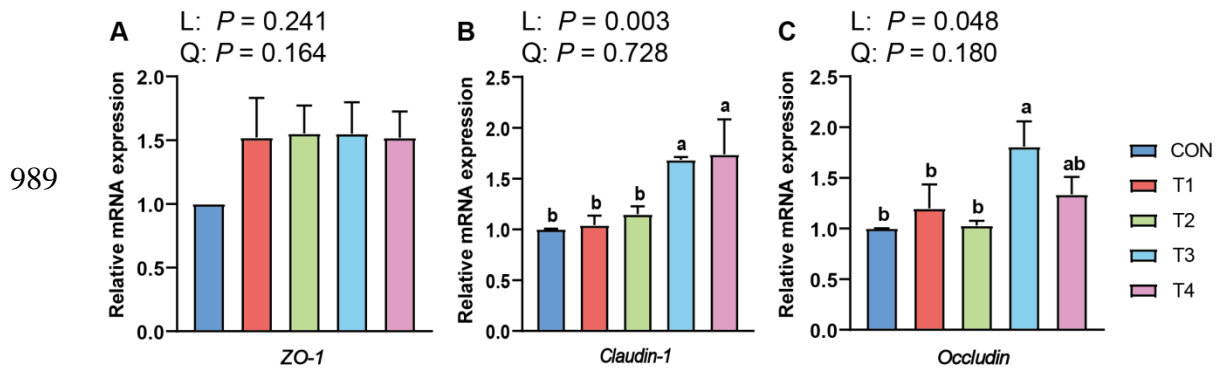 989
A
L: P = 0.241
Q: P = 0.164
Relative mRNA expression
2.0
1.5
1.0
0.5
0.0
ZO-1
B
L: P = 0.003
Q: P = 0.728
Relative mRNA expression
2.5
2.0
1.5
1.0
0.5
0.0
b
b
b
a
a
Claudin-1
C
L: P = 0.048
Q: P = 0.180
Relative mRNA expression
2.5
2.0
1.5
1.0
0.5
0.0
b
b
b
a
ab
Occludin
CON
T1
T2
T3
T4